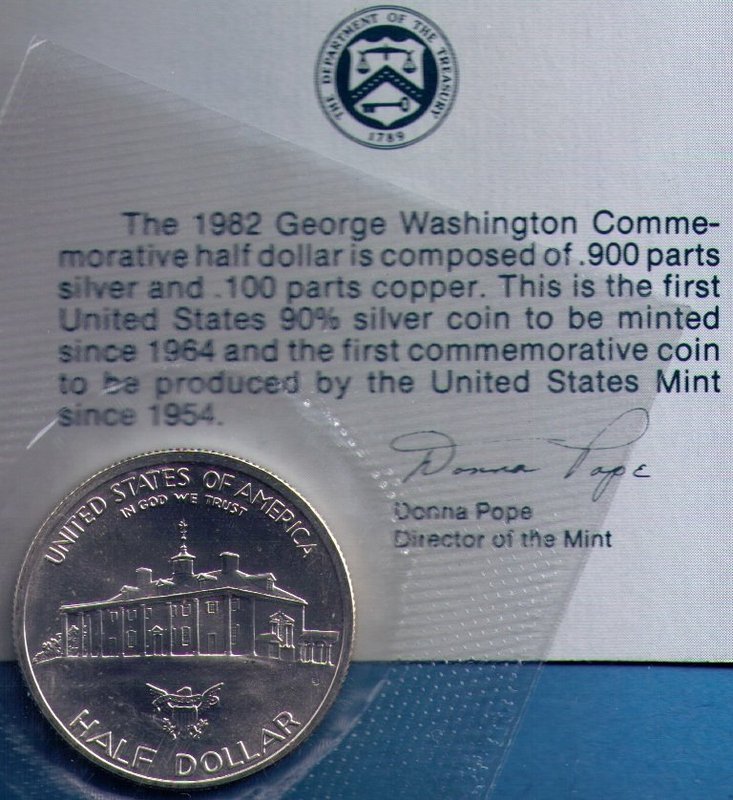 THE DEPARTMENT OF THE TREASURY
1789
The 1982 George Washington Comme-
morative half dollar is composed of .900 parts
silver and .100 parts copper. This is the first
United States 90% silver coin to be minted
since 1964 and the first commemorative coin
to be produced by the United States Mint
since 1954.
Donna Pope
Donna Pope
Director of the Mint
UNITED STATES OF AMERICA
IN GOD WE TRUST
HALF DOLLAR